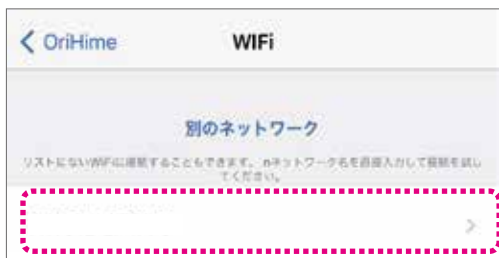 OriHime
WIFi
別のネットワーク
リストにないWiFiに接続することもできます。nネットワーク名を直接入力して接続を試し
てください。